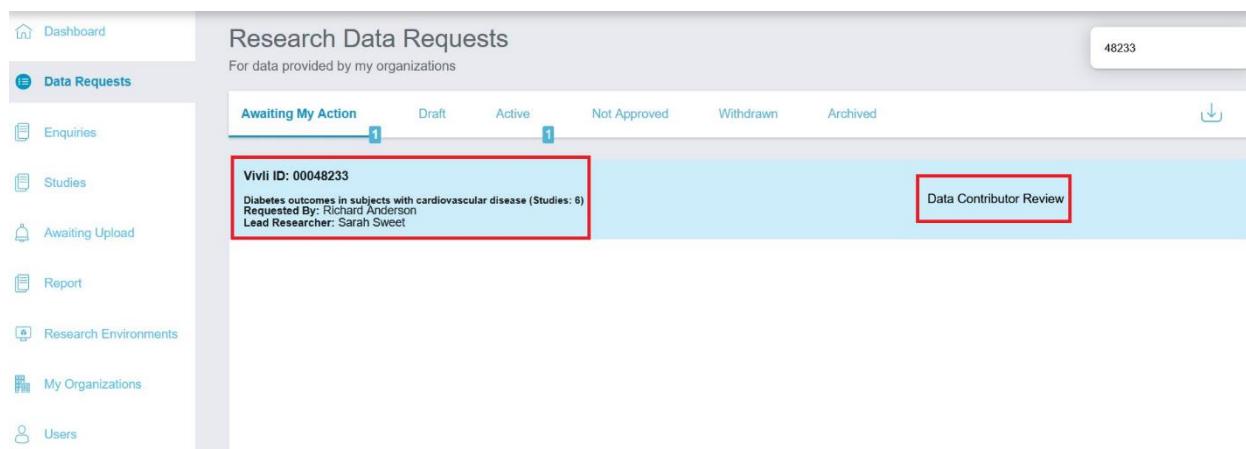 Dashboard
Data Requests
Enquiries
Studies
Awaiting Upload
Report
Research Environments
My Organizations
Users
Research Data Requests
For data provided by my organizations
48233
Awaiting My Action 1 Draft Active 1 Not Approved Withdrawn Archived
Vivli ID: 00048233
Diabetes outcomes in subjects with cardiovascular disease (Studies: 6)
Requested By: Richard Anderson
Lead Researcher: Sarah Sweet
Data Contributor Review